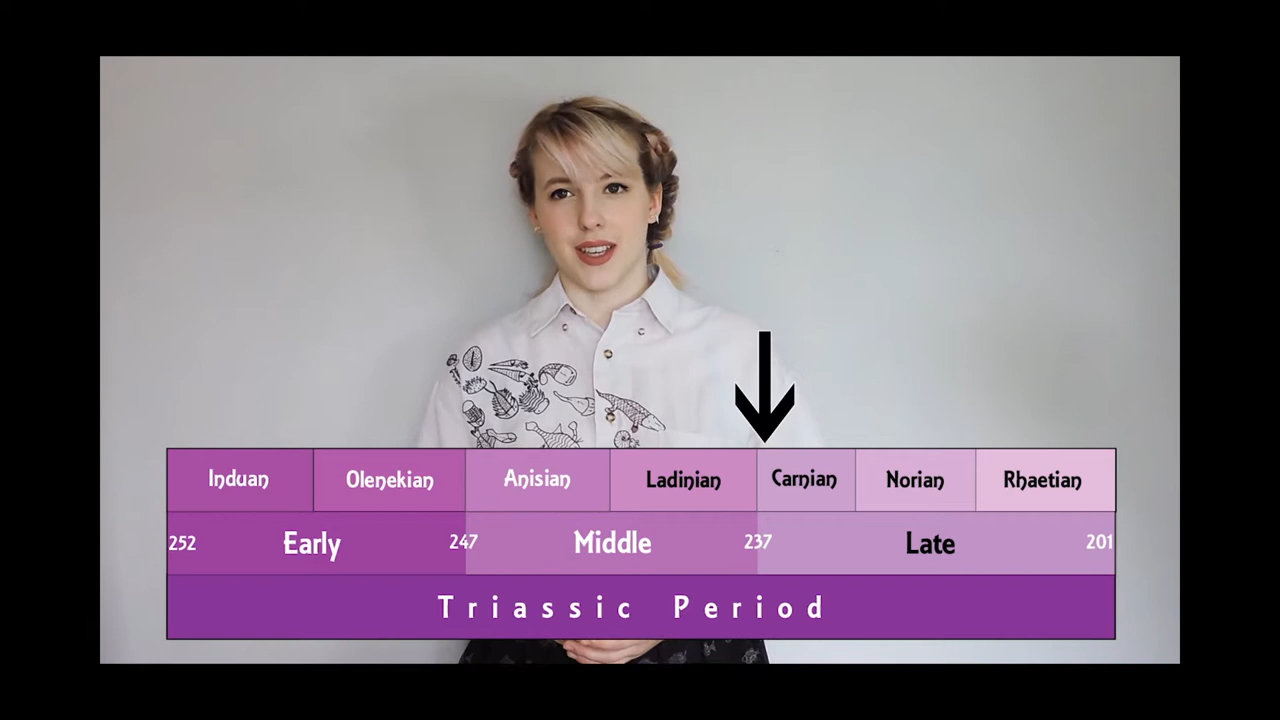 Induan Olenekian Anisian Ladinian Carnian Norian Rhaetian
252 Early 247 Middle 237 Late 201
Triassic Period